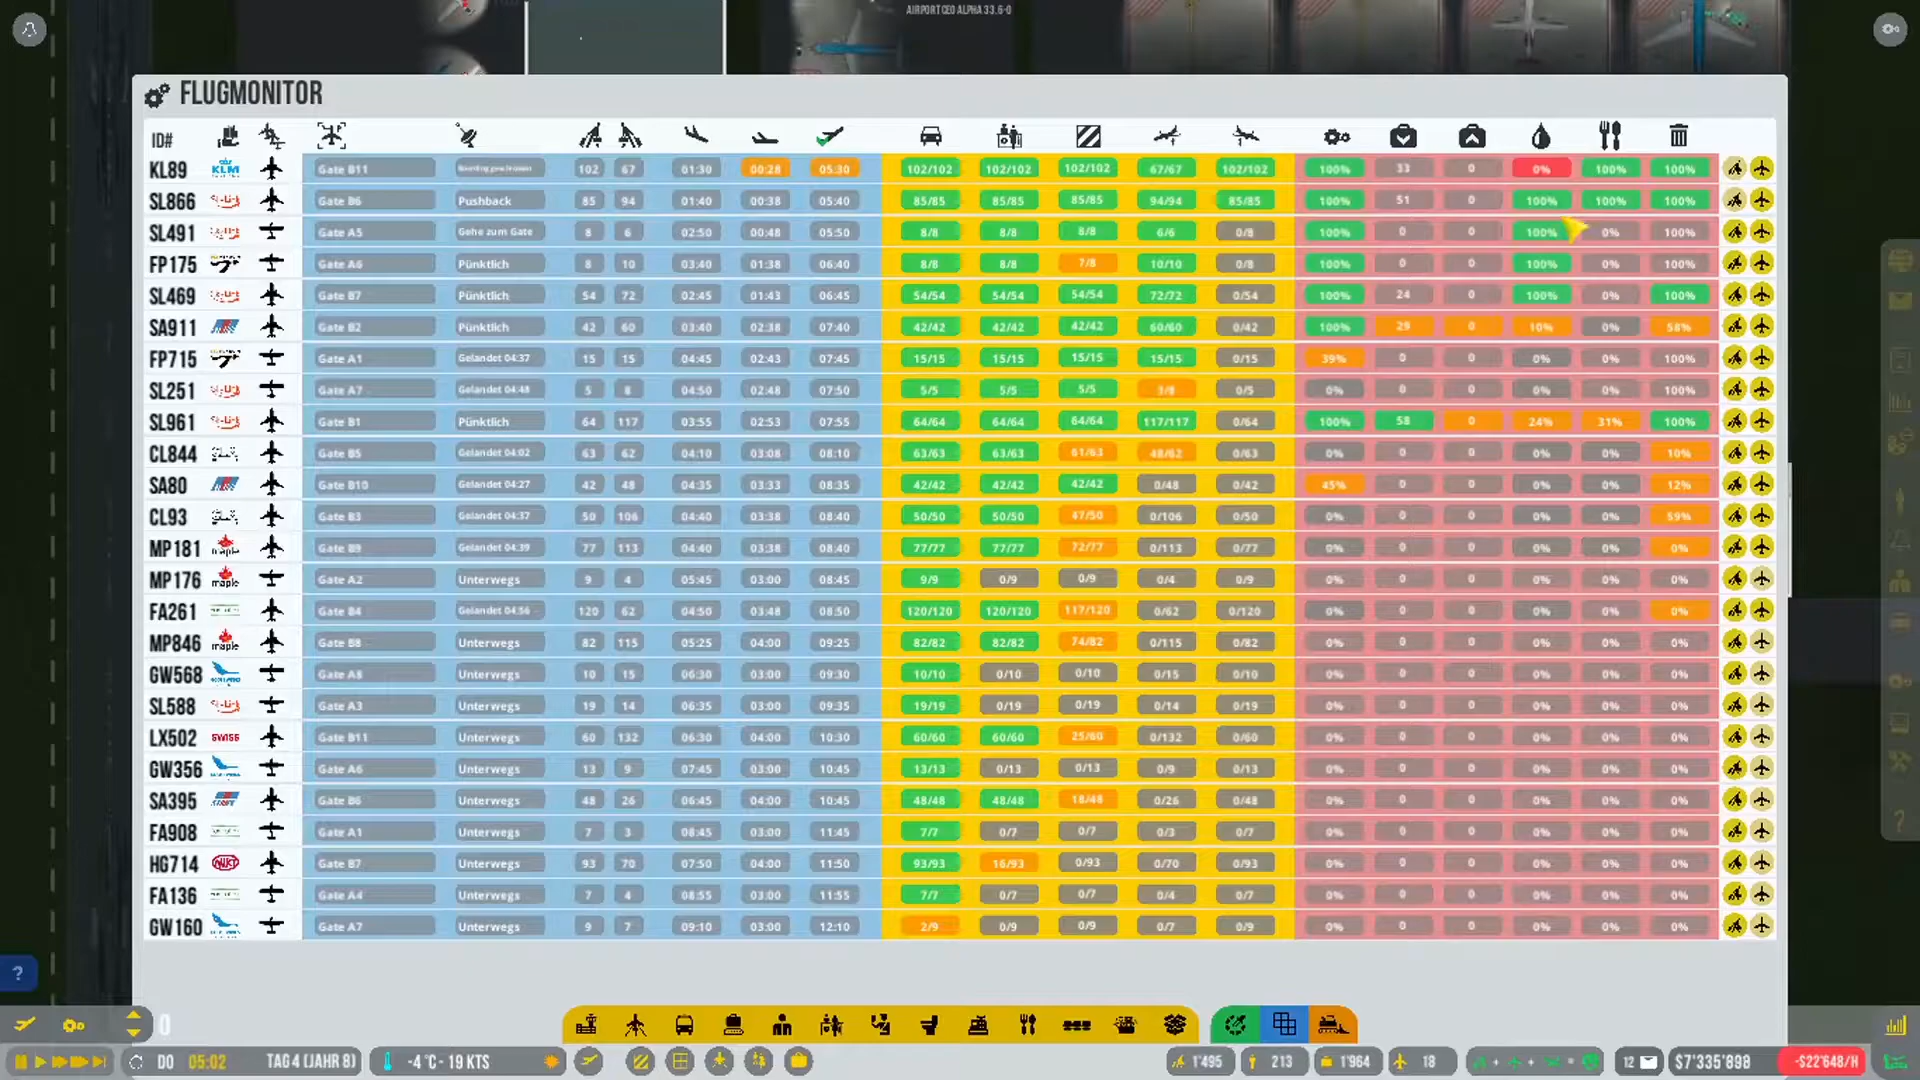 AIRPORT CEO ALPHA 33.6-0
FLUGMONITOR
ID#
KL89 KLM Gate B11 102 67 01:30 00:28 05:30 102/102 102/102 102/102 67/67 102/102 100% 33 0 0% 100% 100%
SL866 Gate B6 Pushback 85 94 01:40 00:38 05:40 85/85 85/85 85/85 94/94 85/85 100% 51 0 100% 100% 100%
SL491 Gate A5 Gehe zum Gate 8 6 02:50 00:48 05:50 8/8 8/8 8/8 6/6 0/8 100% 0 0 100% 0% 100%
FP175 Gate A6 Pünktlich 8 10 03:40 01:38 06:40 8/8 8/8 7/8 10/10 0/8 100% 0 0 100% 0% 100%
SL469 Gate B7 Pünktlich 54 72 02:45 01:43 06:45 54/54 54/54 54/54 72/72 0/54 100% 24 0 100% 0% 100%
SA911 Gate B2 Pünktlich 42 60 03:40 02:38 07:40 42/42 42/42 42/42 60/60 0/42 100% 29 0 10% 0% 58%
FP715 Gate A1 Gelandet 04:37 15 15 04:45 02:43 07:45 15/15 15/15 15/15 15/15 0/15 39% 0 0 0% 0% 100%
SL251 Gate A7 Gelandet 04:48 5 8 04:50 02:48 07:50 5/5 5/5 5/5 3/8 0/5 0% 0 0 0% 0% 100%
SL961 Gate B1 Pünktlich 64 117 03:55 02:53 07:55 64/64 64/64 64/64 117/117 0/64 100% 58 0 24% 31% 100%
CL844 Gate B5 Gelandet 04:02 63 62 04:10 03:08 08:10 63/63 63/63 61/63 48/62 0/63 0% 0 0 0% 0% 10%
SA80 Gate B10 Gelandet 04:27 42 48 04:35 03:33 08:35 42/42 42/42 42/42 0/48 0/42 45% 0 0 0% 0% 12%
CL93 Gate B3 Gelandet 04:37 50 106 04:40 03:38 08:40 50/50 50/50 47/50 0/106 0/50 0% 0 0 0% 0% 59%
MP181 maple Gate B9 Gelandet 04:39 77 113 04:40 03:38 08:40 77/77 77/77 72/77 0/113 0/77 0% 0 0 0% 0% 0%
MP176 maple Gate A2 Unterwegs 9 4 05:45 03:00 08:45 9/9 0/9 0/9 0/4 0/9 0% 0 0 0% 0% 0%
FA261 Gate B4 Gelandet 04:56 120 62 04:50 03:48 08:50 120/120 120/120 117/120 0/62 0/120 0% 0 0 0% 0% 0%
MP846 maple Gate B8 Unterwegs 82 115 05:25 04:00 09:25 82/82 82/82 74/82 0/115 0/82 0% 0 0 0% 0% 0%
GW568 Gate A8 Unterwegs 10 15 06:30 03:00 09:30 10/10 0/10 0/10 0/15 0/10 0% 0 0 0% 0% 0%
SL588 Gate A3 Unterwegs 19 14 06:35 03:00 09:35 19/19 0/19 0/19 0/14 0/19 0% 0 0 0% 0% 0%
LX502 SWISS Gate B11 Unterwegs 60 132 06:30 04:00 10:30 60/60 60/60 25/60 0/132 0/60 0% 0 0 0% 0% 0%
GW356 Gate A6 Unterwegs 13 9 07:45 03:00 10:45 13/13 0/13 0/13 0/9 0/13 0% 0 0 0% 0% 0%
SA395 Gate B6 Unterwegs 48 26 06:45 04:00 10:45 48/48 48/48 18/48 0/26 0/48 0% 0 0 0% 0% 0%
FA908 Gate A1 Unterwegs 7 3 08:45 03:00 11:45 7/7 0/7 0/7 0/3 0/7 0% 0 0 0% 0% 0%
HG714 Gate B7 Unterwegs 93 70 07:50 04:00 11:50 93/93 16/93 0/93 0/70 0/93 0% 0 0 0% 0% 0%
FA136 Gate A4 Unterwegs 7 4 08:55 03:00 11:55 7/7 0/7 0/7 0/4 0/7 0% 0 0 0% 0% 0%
GW160 Gate A7 Unterwegs 9 7 09:10 03:00 12:10 2/9 0/9 0/9 0/7 0/9 0% 0 0 0% 0% 0%
?
0
DO 05:02 TAG 4 (JAHR 8) -4°C - 19 KTS 1'495 213 1'964 18 12 $7'335'898 -$22'648/H